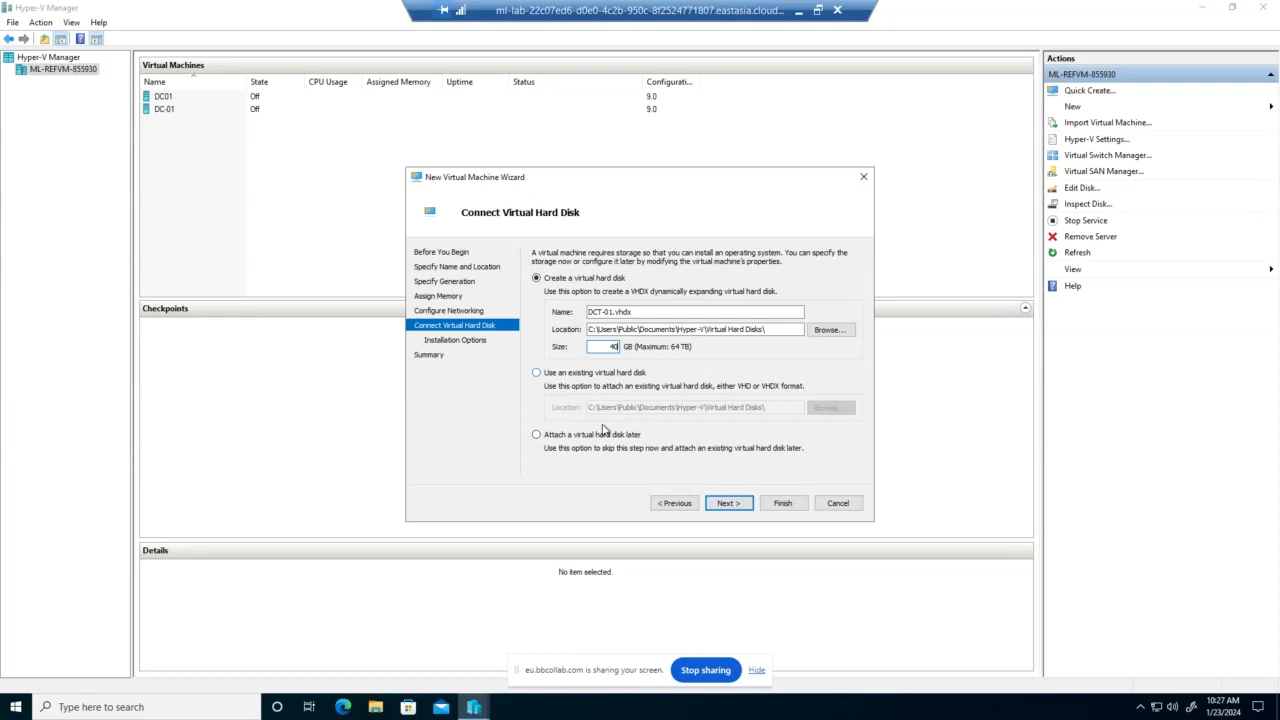 Hyper-V Manager
ml-lab-22c07ed6-d0e4-4c2b-950c-8f2524771807.eastasia.cloud...
File Action View Help
Hyper-V Manager
ML-REFVM-855930
Virtual Machines
Name State CPU Usage Assigned Memory Uptime Status Configurati...
DC01 Off 9.0
DC-01 Off 9.0
New Virtual Machine Wizard
Connect Virtual Hard Disk
Before You Begin
Specify Name and Location
Specify Generation
Assign Memory
Configure Networking
Connect Virtual Hard Disk
Installation Options
Summary
A virtual machine requires storage so that you can install an operating system. You can specify the
storage now or configure it later by modifying the virtual machine's properties.
Create a virtual hard disk
Use this option to create a VHDX dynamically expanding virtual hard disk.
Name: DCT-01.vhdx
Location: C:\Users\Public\Documents\Hyper-V\Virtual Hard Disks\ Browse...
Size: 40 GB (Maximum: 64 TB)
Use an existing virtual hard disk
Use this option to attach an existing virtual hard disk, either VHD or VHDX format.
Location: C:\Users\Public\Documents\Hyper-V\Virtual Hard Disks\ Browse...
Attach a virtual hard disk later
Use this option to skip this step now and attach an existing virtual hard disk later.
< Previous Next > Finish Cancel
Checkpoints
Details
No item selected.
Actions
ML-REFVM-855930
Quick Create...
New
Import Virtual Machine...
Hyper-V Settings...
Virtual Switch Manager...
Virtual SAN Manager...
Edit Disk...
Inspect Disk...
Stop Service
Remove Server
Refresh
View
Help
eu.bbcollab.com is sharing your screen. Stop sharing Hide
Type here to search
10:27 AM
1/23/2024